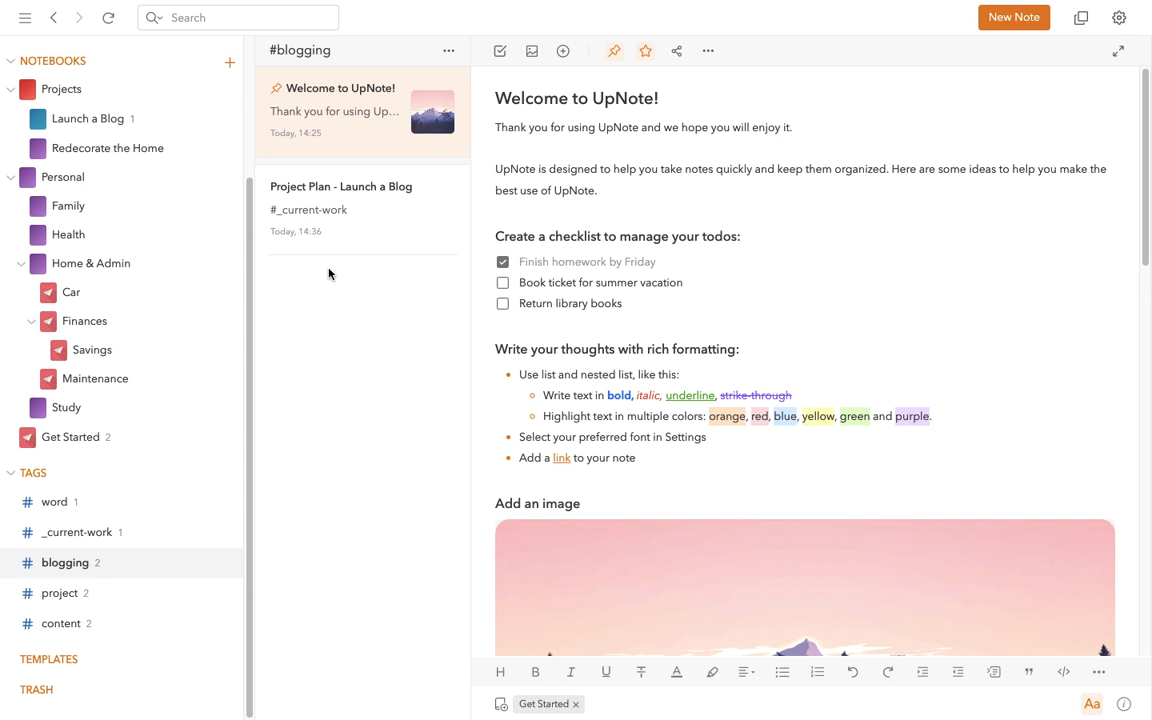 Search
New Note
NOTEBOOKS
Projects
Launch a Blog 1
Redecorate the Home
Personal
Family
Health
Home & Admin
Car
Finances
Savings
Maintenance
Study
Get Started 2
TAGS
# word 1
# _current-work 1
# blogging 2
# project 2
# content 2
TEMPLATES
TRASH
#blogging
Welcome to UpNote!
Thank you for using Up...
Today, 14:25
Project Plan - Launch a Blog
#_current-work
Today, 14:36
Welcome to UpNote!
Thank you for using UpNote and we hope you will enjoy it.
UpNote is designed to help you take notes quickly and keep them organized. Here are some ideas to help you make the
best use of UpNote.
Create a checklist to manage your todos:
Finish homework by Friday
Book ticket for summer vacation
Return library books
Write your thoughts with rich formatting:
Use list and nested list, like this:
Write text in bold, italic, underline, strike-through
Highlight text in multiple colors: orange, red, blue, yellow, green and purple.
Select your preferred font in Settings
Add a link to your note
Add an image
H B I U T A
Get Started ×
Aa